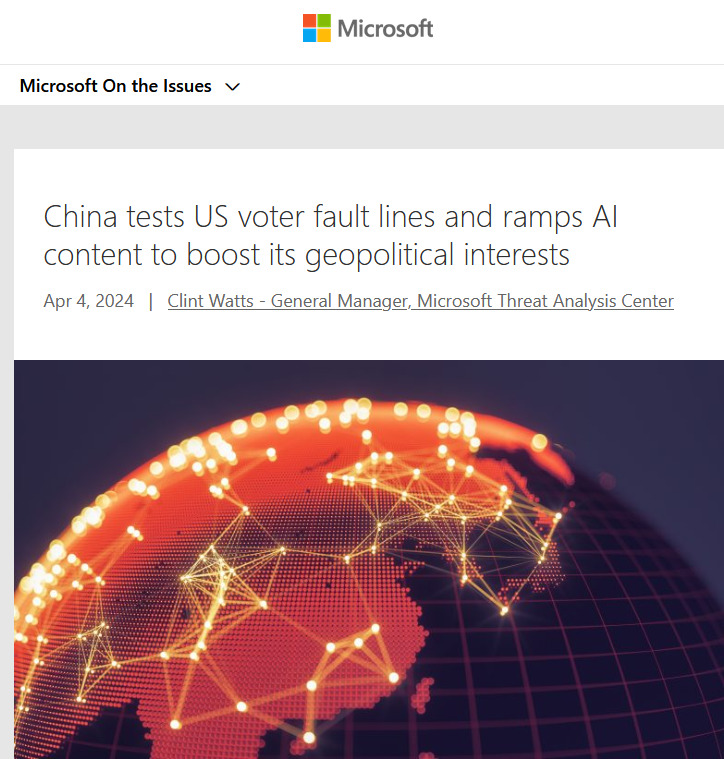 Microsoft
Microsoft On the Issues
China tests US voter fault lines and ramps AI
content to boost its geopolitical interests
Apr 4, 2024 | Clint Watts - General Manager, Microsoft Threat Analysis Center